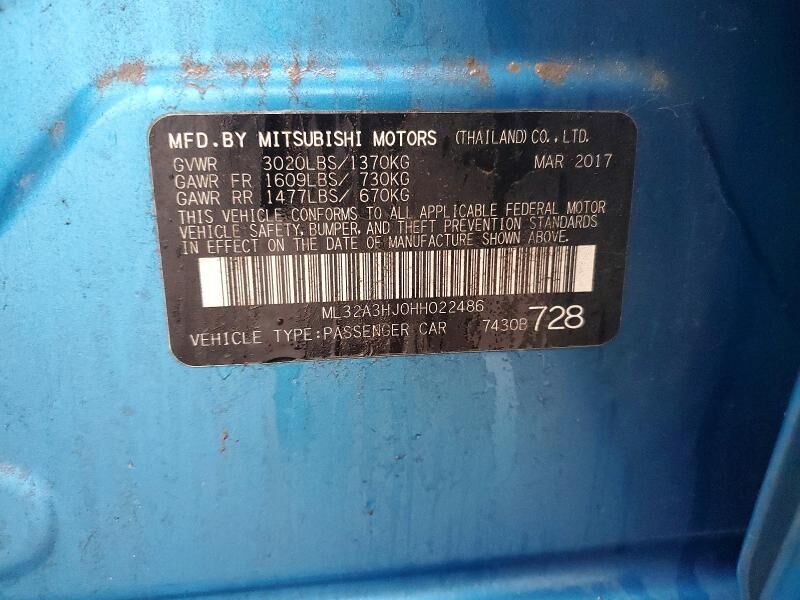 MFD.BY MITSUBISHI MOTORS (THAILAND) CO.,LTD.
GVWR 3020LBS/1370KG MAR 2017
GAWR FR 1609LBS/ 730KG
GAWR RR 1477LBS/ 670KG
THIS VEHICLE CONFORMS TO ALL APPLICABLE FEDERAL MOTOR
VEHICLE SAFETY, BUMPER, AND THEFT PREVENTION STANDARDS
IN EFFECT ON THE DATE OF MANUFACTURE SHOWN ABOVE.
ML32A3HJ0HH022486
VEHICLE TYPE:PASSENGER CAR 7430B 728